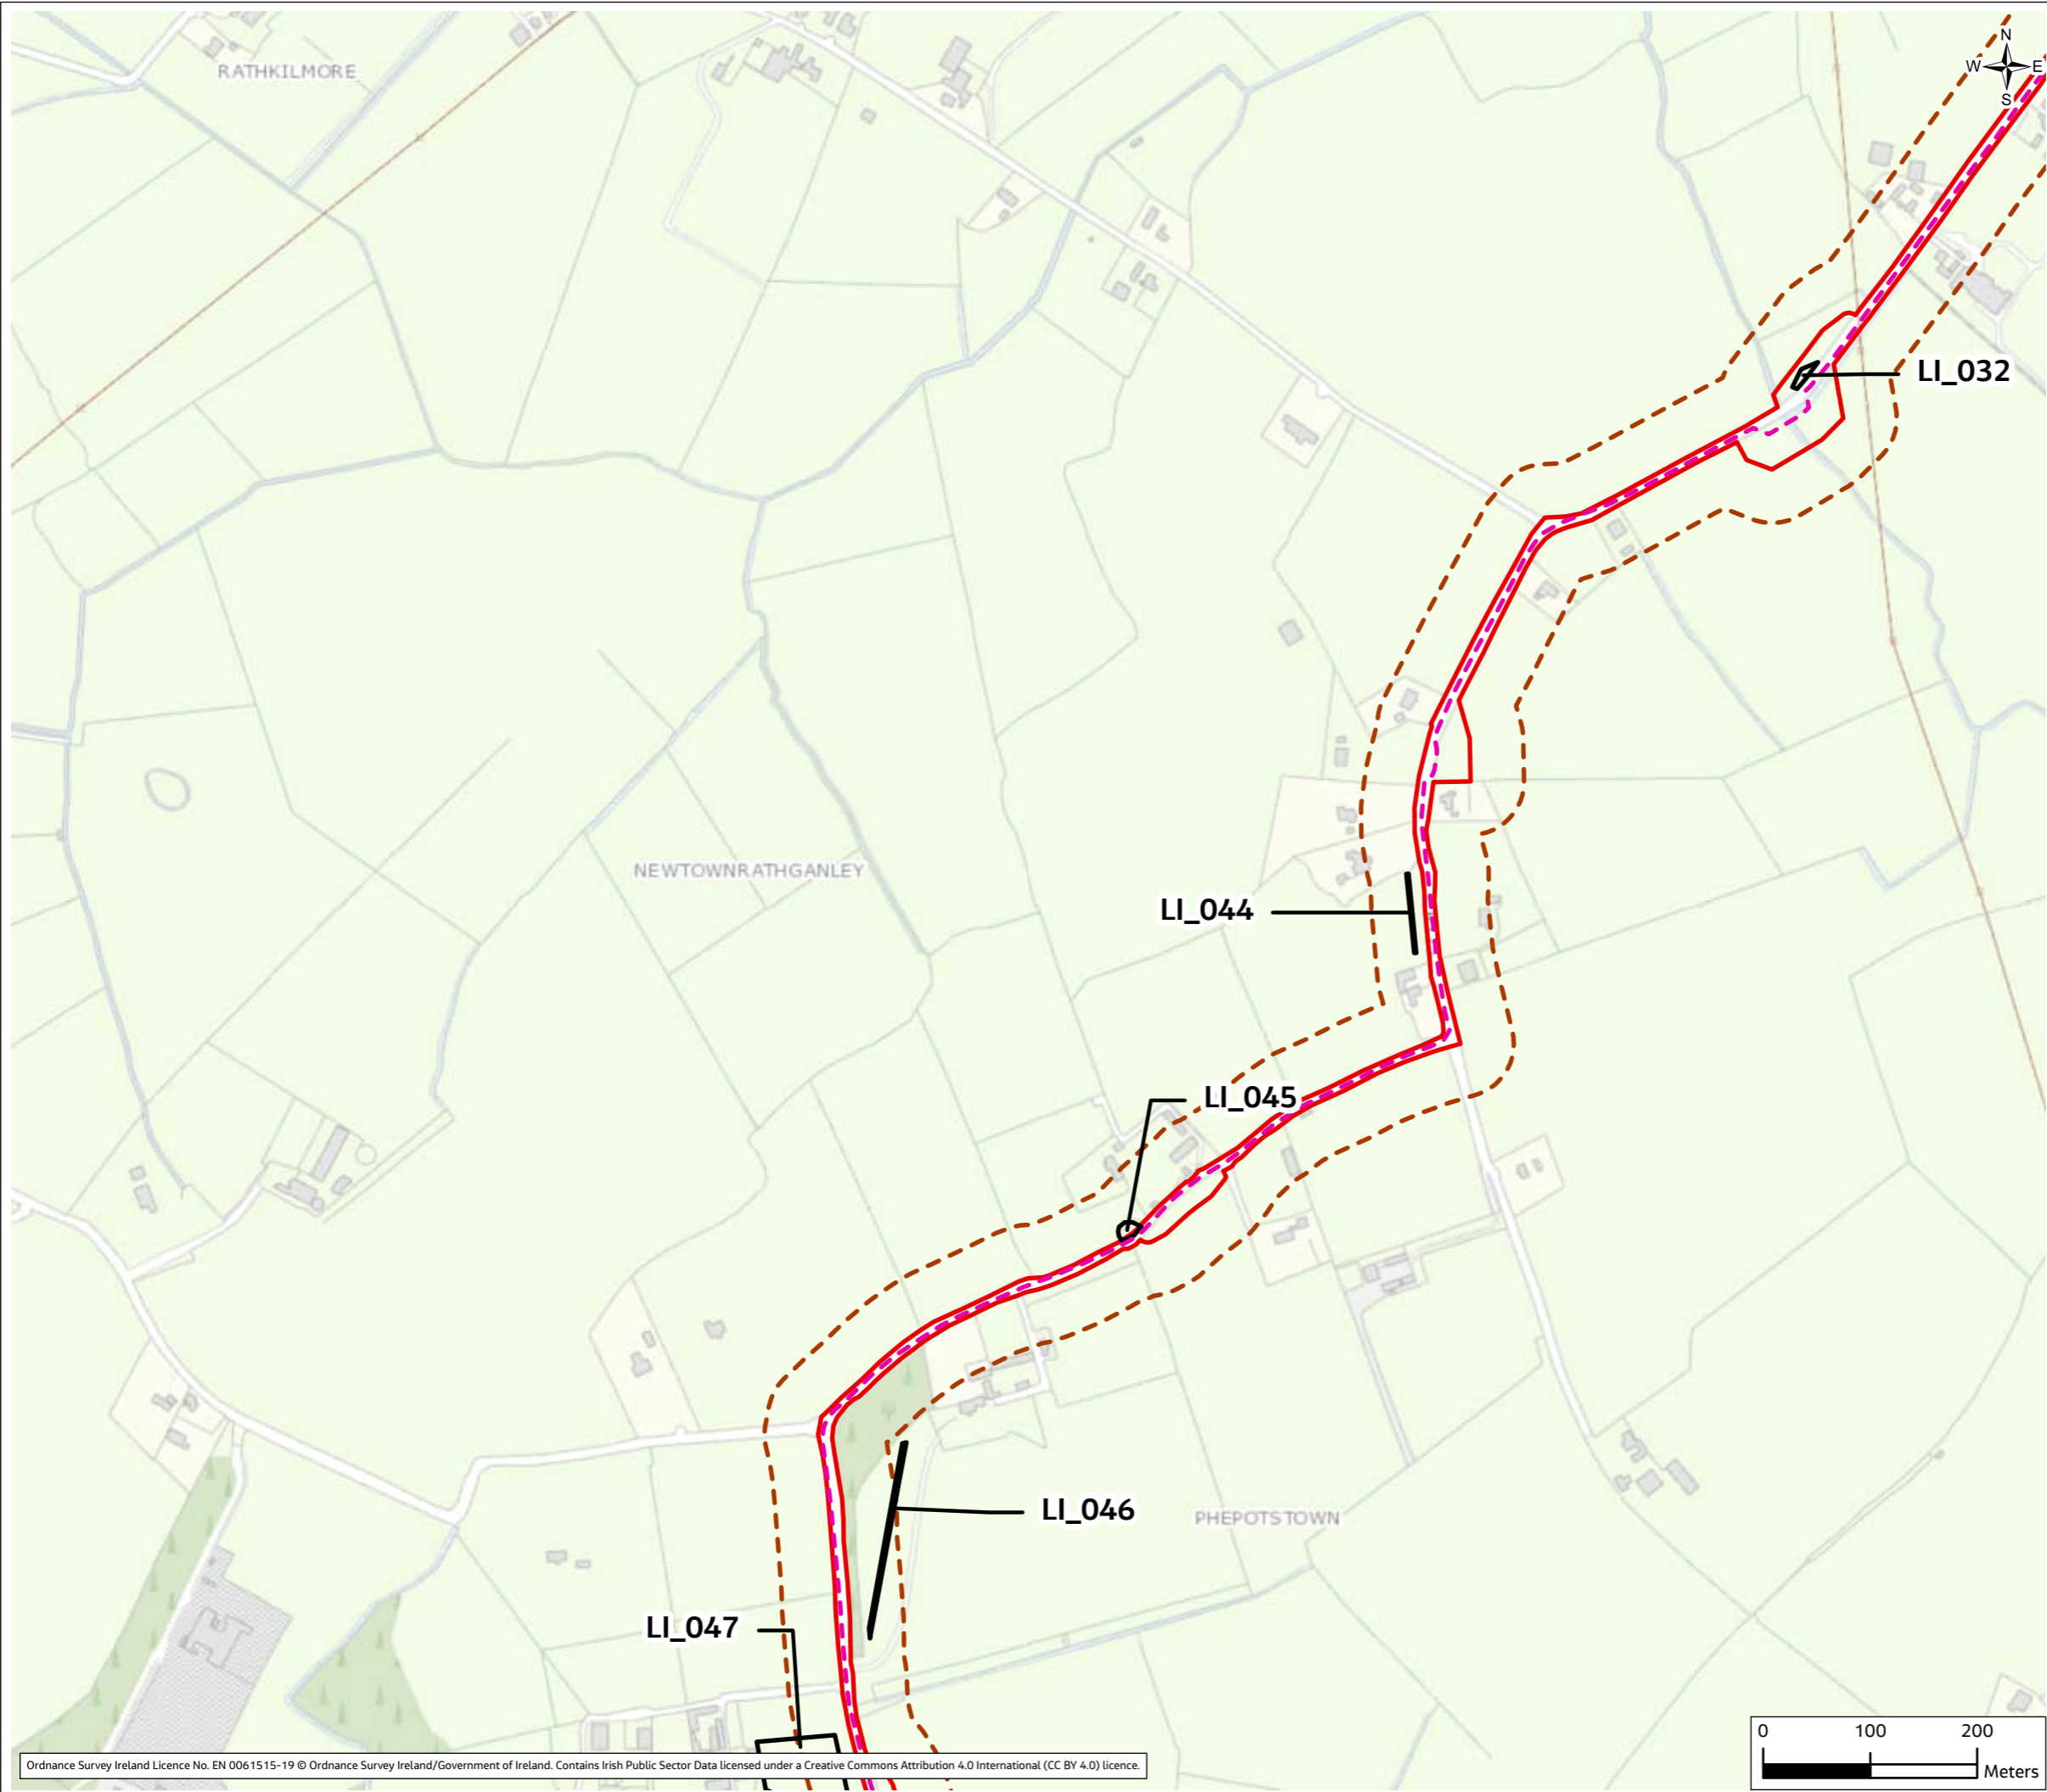 RATHKILMORE
N
W E
S
LI_032
NEWTOWNRATHGANLEY
LI_044
LI_045
LI_046
PHEPOTSTOWN
LI_047
0 100 200
Meters
Ordnance Survey Ireland Licence No. EN 0061515-19 © Ordnance Survey Ireland/Government of Ireland. Contains Irish Public Sector Data licensed under a Creative Commons Attribution 4.0 International (CC BY 4.0) licence.